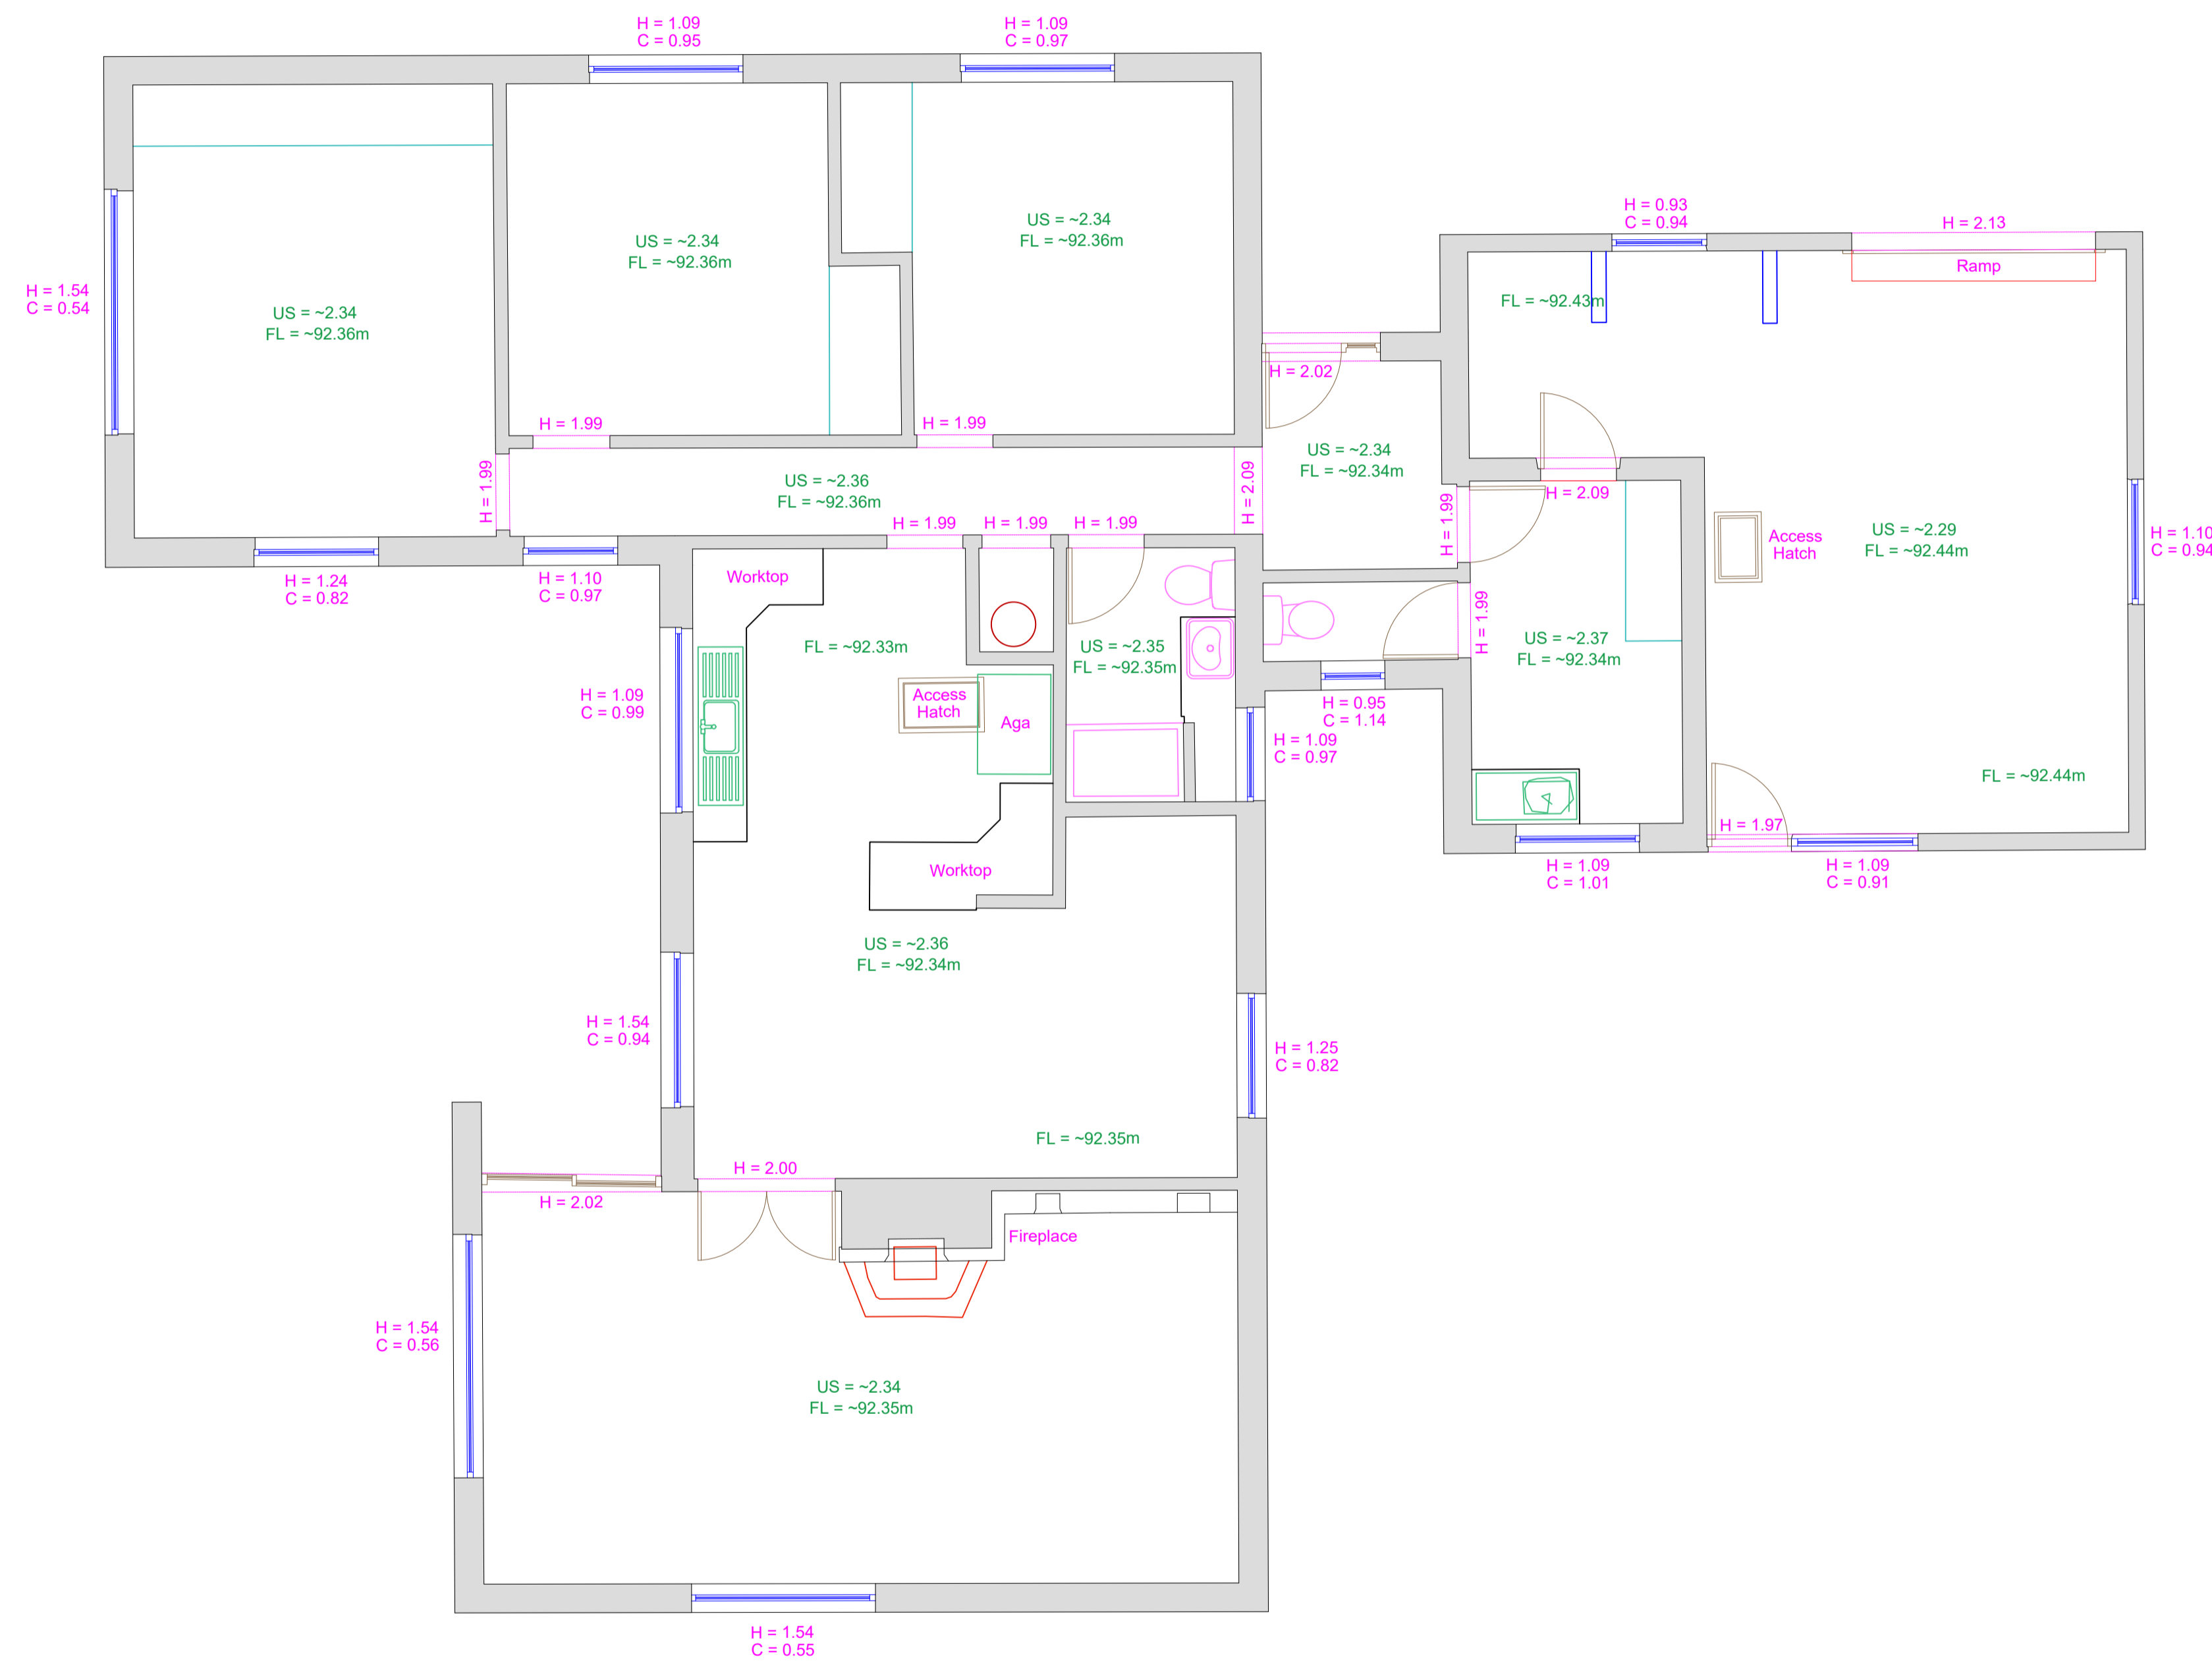 H = 1.09
C = 0.95
H = 1.09
C = 0.97
H = 0.93
C = 0.94
H = 2.13
Ramp
US = ~2.34
FL = ~92.36m
US = ~2.34
FL = ~92.36m
H = 1.54
C = 0.54
US = ~2.34
FL = ~92.36m
FL = ~92.43m
H = 2.02
H = 1.99
H = 1.99
US = ~2.34
FL = ~92.34m
H = 1.99
US = ~2.36
FL = ~92.36m
H = 2.09
H = 1.99
H = 2.09
H = 1.99
H = 1.99
H = 1.99
Access
Hatch
US = ~2.29
FL = ~92.44m
H = 1.10
C = 0.94
H = 1.24
C = 0.82
H = 1.10
C = 0.97
Worktop
H = 1.99
FL = ~92.33m
US = ~2.35
FL = ~92.35m
US = ~2.37
FL = ~92.34m
H = 1.09
C = 0.99
Access
Hatch
Aga
H = 0.95
C = 1.14
H = 1.09
C = 0.97
FL = ~92.44m
H = 1.97
Worktop
H = 1.09
C = 1.01
H = 1.09
C = 0.91
US = ~2.36
FL = ~92.34m
H = 1.54
C = 0.94
H = 1.25
C = 0.82
FL = ~92.35m
H = 2.00
H = 2.02
Fireplace
H = 1.54
C = 0.56
US = ~2.34
FL = ~92.35m
H = 1.54
C = 0.55